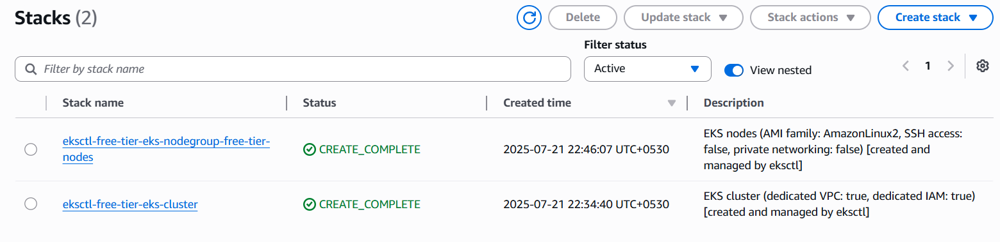 Stacks (2)
Delete
Update stack
Stack actions
Create stack
Filter status
Filter by stack name
Active
View nested
1
Stack name
Status
Created time
Description
eksctl-free-tier-eks-nodegroup-free-tier-
nodes
CREATE_COMPLETE
2025-07-21 22:46:07 UTC+0530
EKS nodes (AMI family: AmazonLinux2, SSH access:
false, private networking: false) [created and
managed by eksctl]
eksctl-free-tier-eks-cluster
CREATE_COMPLETE
2025-07-21 22:34:40 UTC+0530
EKS cluster (dedicated VPC: true, dedicated IAM: true)
[created and managed by eksctl]